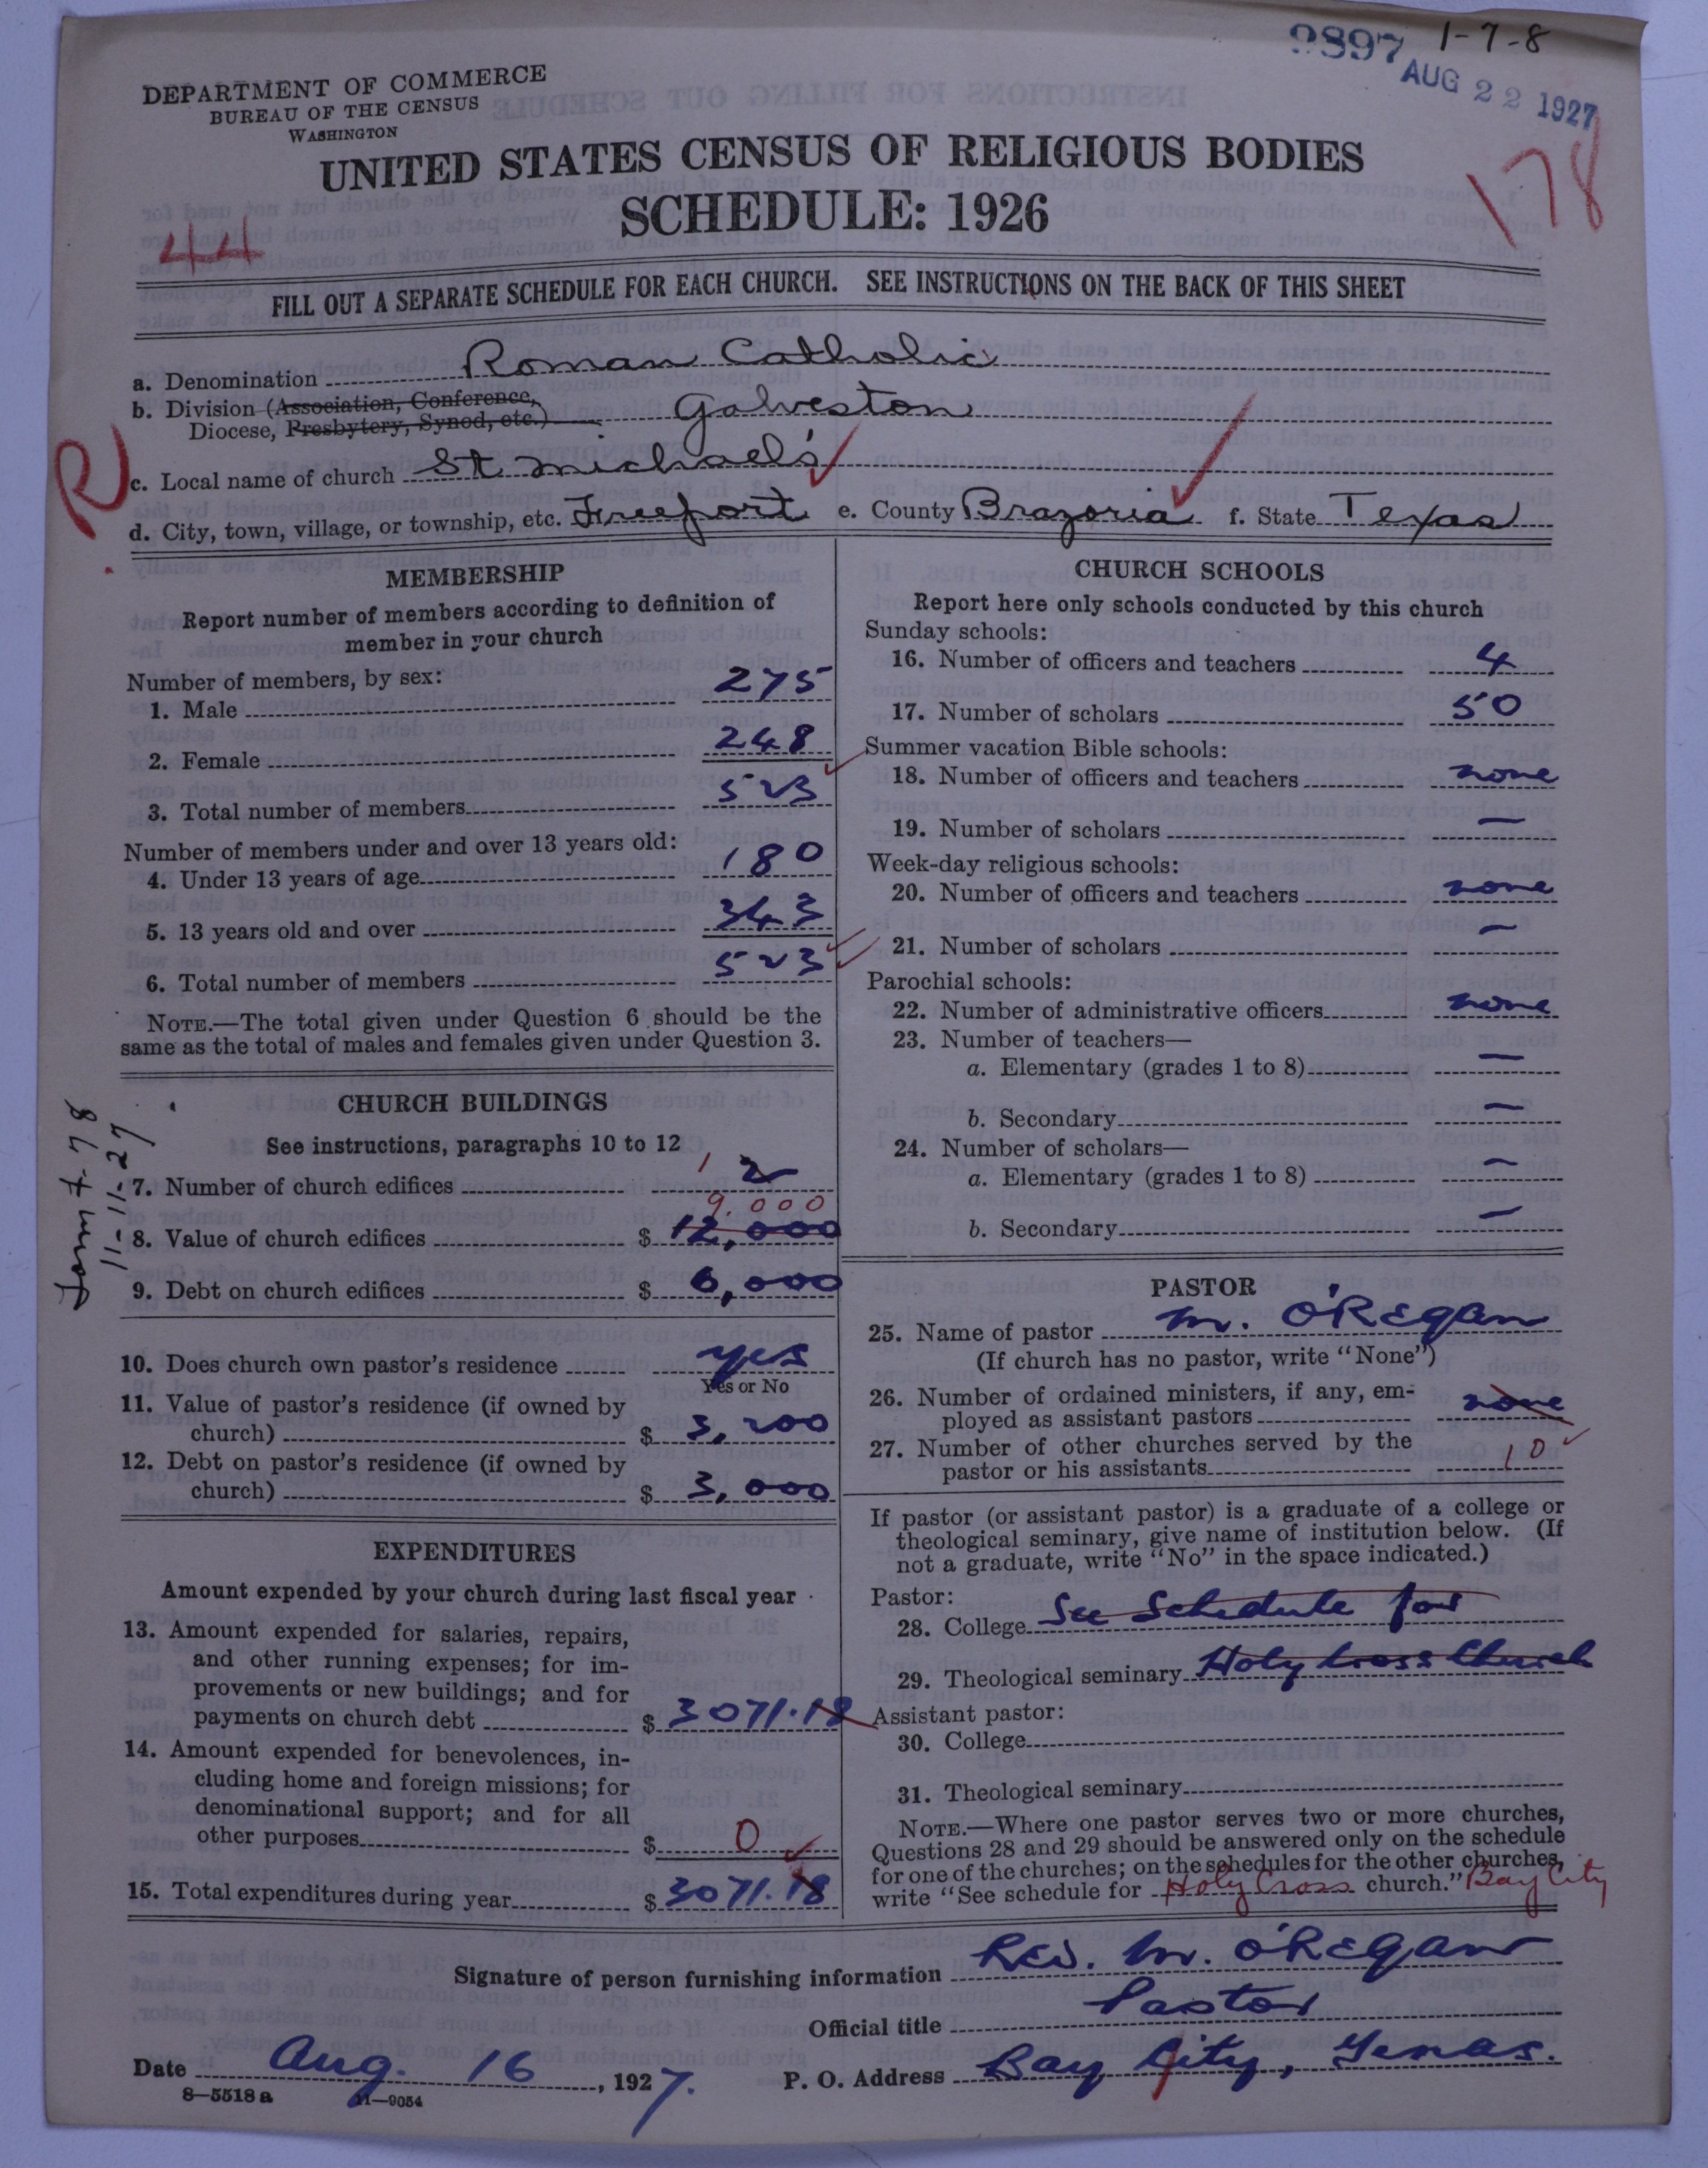 9897 1-7-8
AUG 22 1927
DEPARTMENT OF COMMERCE
BUREAU OF THE CENSUS
WASHINGTON
178
UNITED STATES CENSUS OF RELIGIOUS BODIES
SCHEDULE: 1926
44
FILL OUT A SEPARATE SCHEDULE FOR EACH CHURCH. SEE INSTRUCTIONS ON THE BACK OF THIS SHEET
a. Denomination Roman Catholic
b. Division (Association, Conference,
Diocese, Presbytery, Synod, etc.) Galveston
R
c. Local name of church St Michael's
d. City, town, village, or township, etc. Freeport e. County Brazoria f. State Texas
MEMBERSHIP
Report number of members according to definition of
member in your church
Number of members, by sex:
1. Male 275
2. Female 248
3. Total number of members 523
Number of members under and over 13 years old:
4. Under 13 years of age 180
5. 13 years old and over 343
6. Total number of members 523
NOTE.—The total given under Question 6 should be the
same as the total of males and females given under Question 3.
CHURCH BUILDINGS
See instructions, paragraphs 10 to 12
11-11-27
7. Number of church edifices 1 2
9.000
8. Value of church edifices $ 12,000
9. Debt on church edifices $ 6,000
10. Does church own pastor's residence yes
Yes or No
11. Value of pastor's residence (if owned by
church) $ 3,200
12. Debt on pastor's residence (if owned by
church) $ 3,000
EXPENDITURES
Amount expended by your church during last fiscal year
13. Amount expended for salaries, repairs,
and other running expenses; for im-
provements or new buildings; and for
payments on church debt $ 3071.18
14. Amount expended for benevolences, in-
cluding home and foreign missions; for
denominational support; and for all
other purposes $ 0
15. Total expenditures during year $ 3071.18
CHURCH SCHOOLS
Report here only schools conducted by this church
Sunday schools:
16. Number of officers and teachers 4
17. Number of scholars 50
Summer vacation Bible schools:
18. Number of officers and teachers none
19. Number of scholars —
Week-day religious schools:
20. Number of officers and teachers none
21. Number of scholars —
Parochial schools:
22. Number of administrative officers none
23. Number of teachers—
a. Elementary (grades 1 to 8) —
b. Secondary —
24. Number of scholars—
a. Elementary (grades 1 to 8) —
b. Secondary —
PASTOR
25. Name of pastor M. O'Regan
(If church has no pastor, write "None")
26. Number of ordained ministers, if any, em-
ployed as assistant pastors none
27. Number of other churches served by the
pastor or his assistants 10
If pastor (or assistant pastor) is a graduate of a college or
theological seminary, give name of institution below. (If
not a graduate, write "No" in the space indicated.)
Pastor:
28. College See Schedule for
29. Theological seminary Holy Cross Church
Assistant pastor:
30. College
31. Theological seminary
NOTE.—Where one pastor serves two or more churches,
Questions 28 and 29 should be answered only on the schedule
for one of the churches; on the schedules for the other churches,
write "See schedule for Holy Cross church." Bay City
Signature of person furnishing information Rev. M. O'Regan
Official title Pastor
Date Aug. 16, 1927. P. O. Address Bay City, Texas.
8—5518 a 11—9054